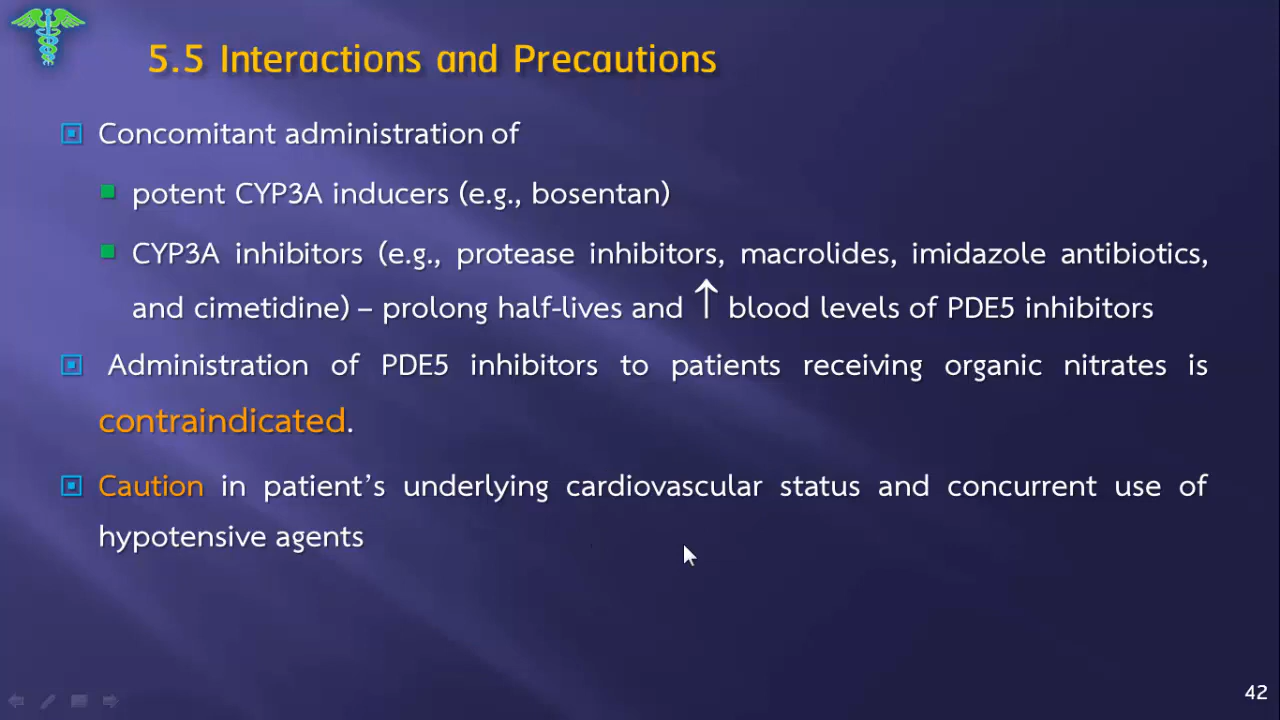 5.5 Interactions and Precautions
Concomitant administration of
potent CYP3A inducers (e.g., bosentan)
CYP3A inhibitors (e.g., protease inhibitors, macrolides, imidazole antibiotics,
and cimetidine) – prolong half-lives and ↑ blood levels of PDE5 inhibitors
Administration of PDE5 inhibitors to patients receiving organic nitrates is
contraindicated.
Caution in patient’s underlying cardiovascular status and concurrent use of
hypotensive agents
42